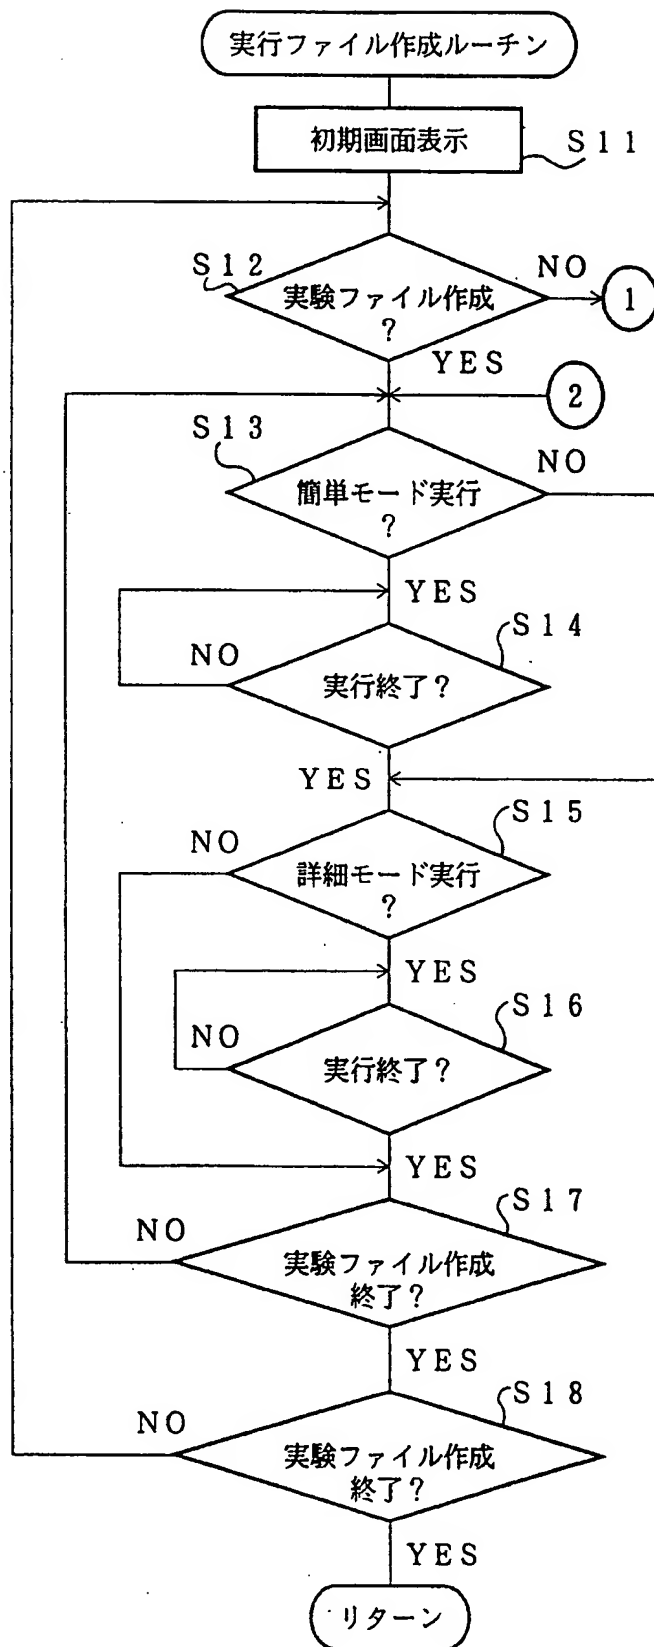 実行ファイル作成ルーチン
初期画面表示
S11
S12
実験ファイル作成
?
NO
1
YES
2
S13
簡単モード実行
?
NO
YES
S14
実行終了?
NO
YES
S15
詳細モード実行
?
NO
YES
S16
実行終了?
NO
YES
S17
実験ファイル作成
終了?
NO
YES
S18
実験ファイル作成
終了?
NO
YES
リターン